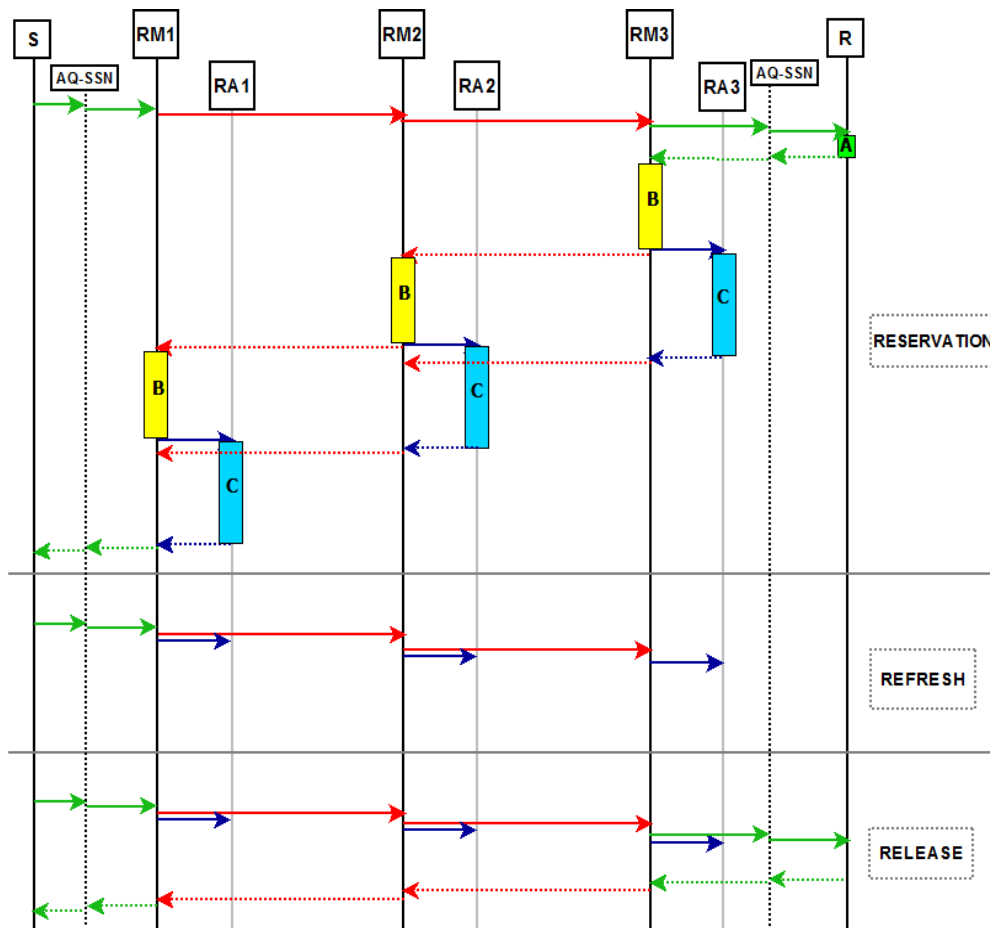 S
RM1
RM2
RM3
R
AQ-SSN
RA1
RA2
RA3
AQ-SSN
A
B
B
C
RESERVATION
B
C
C
REFRESH
RELEASE